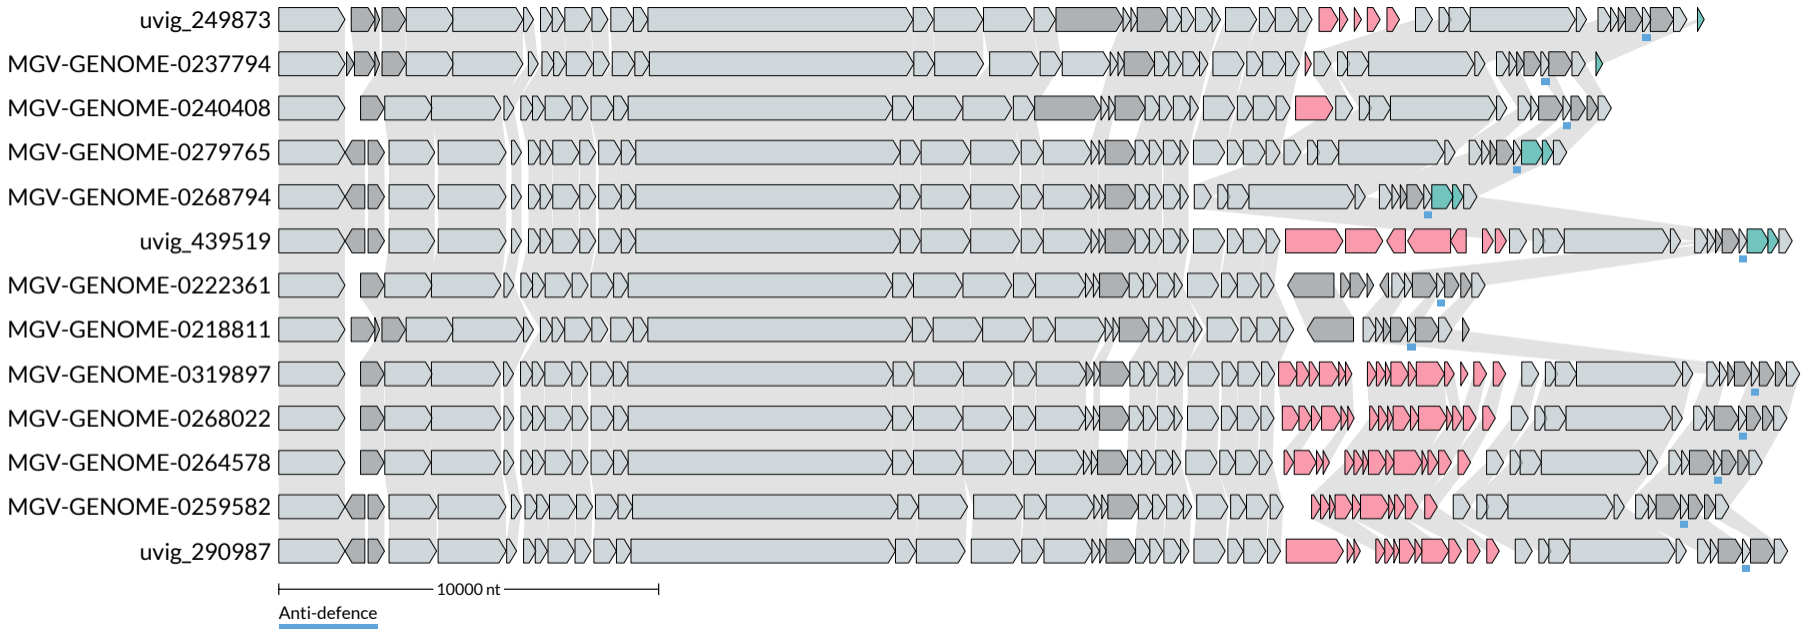 uvig_249873
MGV-GENOME-0237794
MGV-GENOME-0240408
MGV-GENOME-0279765
MGV-GENOME-0268794
uvig_439519
MGV-GENOME-0222361
MGV-GENOME-0218811
MGV-GENOME-0319897
MGV-GENOME-0268022
MGV-GENOME-0264578
MGV-GENOME-0259582
uvig_290987
10000 nt
Anti-defence